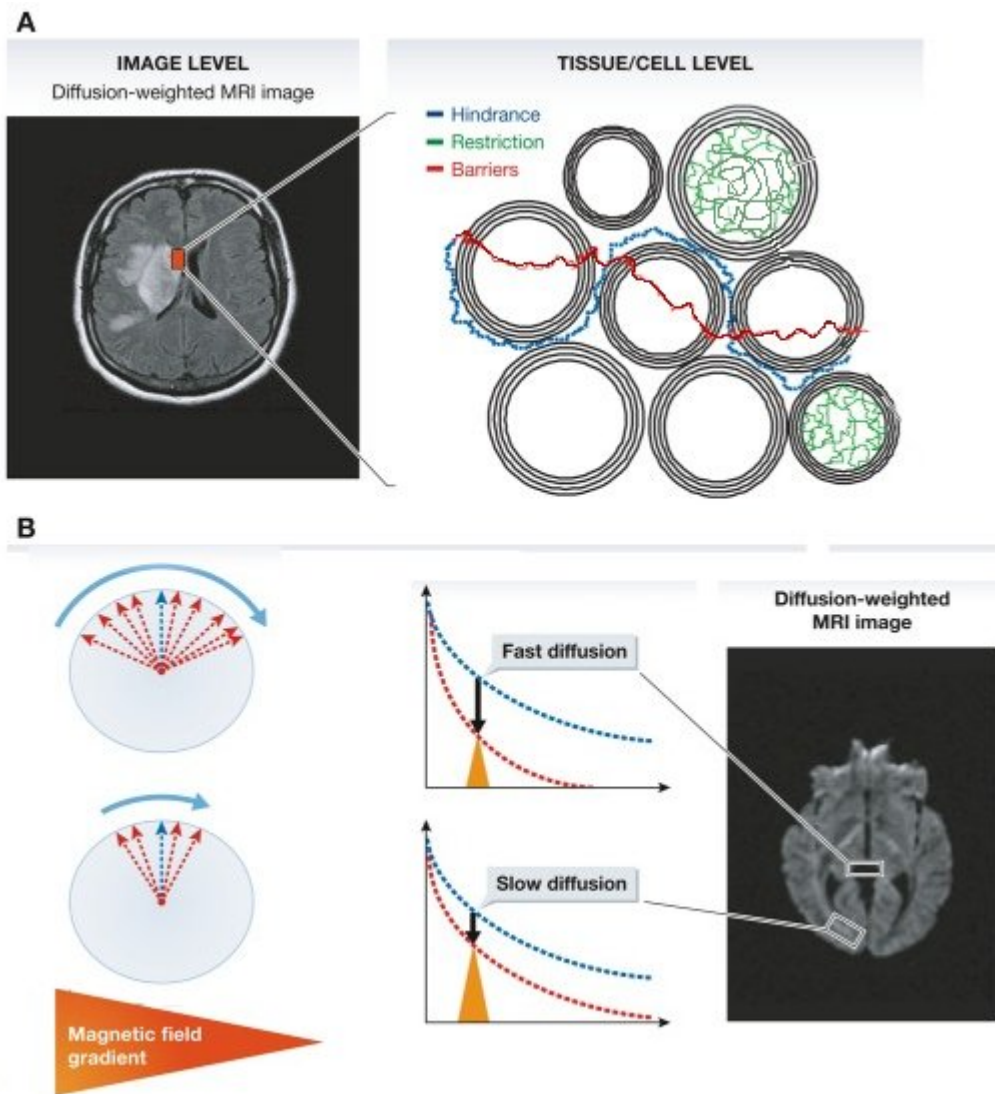 A
IMAGE LEVEL
Diffusion-weighted MRI image
TISSUE/CELL LEVEL
Hindrance
Restriction
Barriers
B
Fast diffusion
Slow diffusion
Diffusion-weighted
MRI image
Magnetic field
gradient